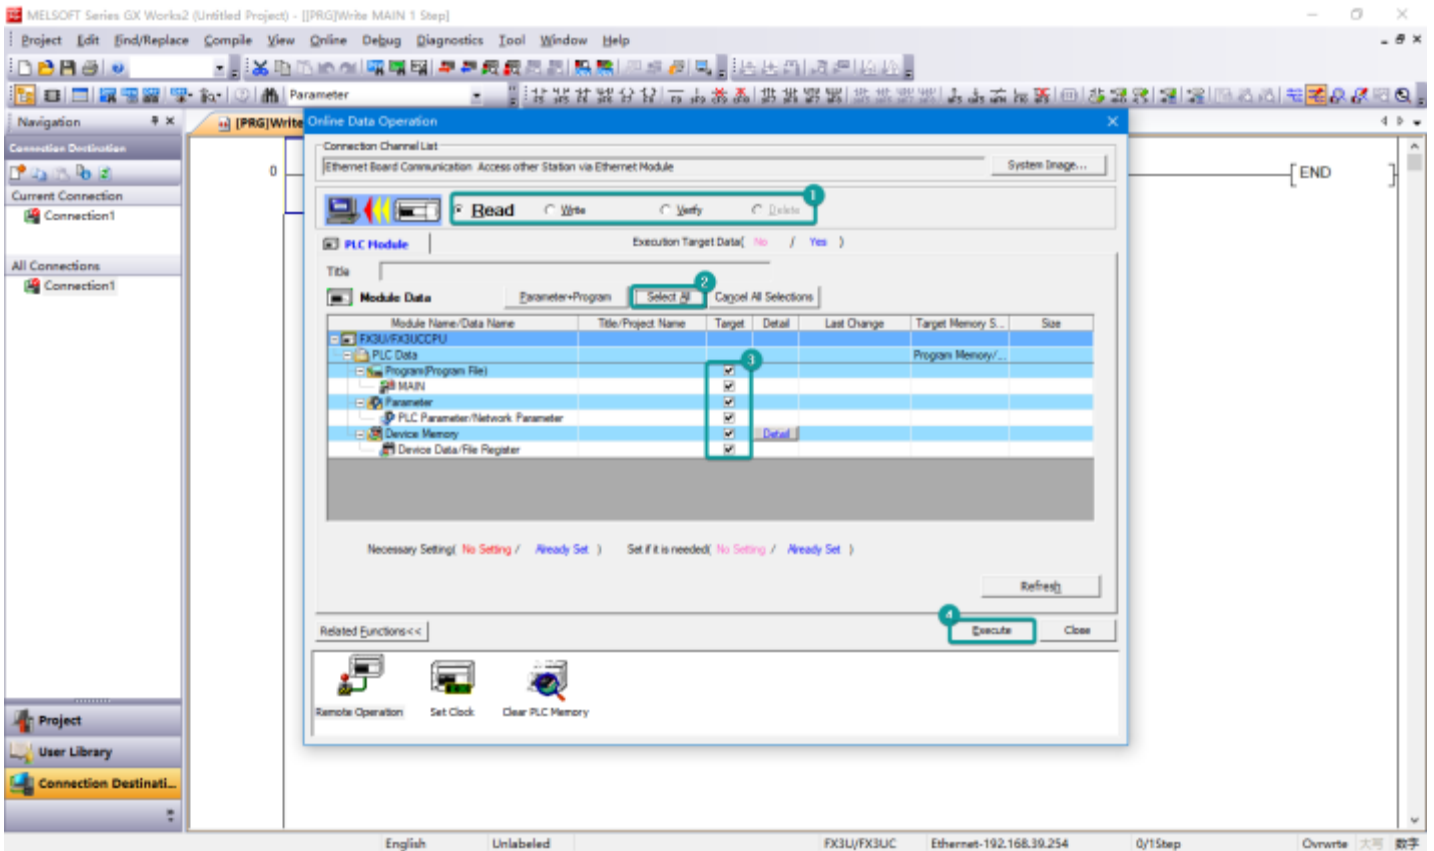 MELSOFT Series GX Works2 (Untitled Project) - [[PRG]Write MAIN 1 Step]
Project Edit Find/Replace Compile View Online Debug Diagnostics Tool Window Help
Parameter
Navigation
[PRG]Write
Online Data Operation
Connection Destination
Connection Channel List
Ethernet Board Communication Access other Station via Ethernet Module
System Image...
0
END
Current Connection
Connection1
1
Read Write Verify Delete
PLC Module
Execution Target Data( No / Yes )
All Connections
Connection1
Title
2
Module Data
Parameter+Program
Select All
Cancel All Selections
Module Name/Data Name Title/Project Name Target Detail Last Change Target Memory S... Size
FX3U/FX3UCCPU
PLC Data Program Memory/...
3
Program(Program File)
MAIN
Parameter
PLC Parameter/Network Parameter
Device Memory Detail
Device Data/File Register
Necessary Setting( No Setting / Already Set ) Set if it is needed( No Setting / Already Set )
Refresh
4
Related Functions<<
Execute
Close
Remote Operation Set Clock Clear PLC Memory
Project
User Library
Connection Destinati...
English Unlabeled FX3U/FX3UC Ethernet-192.168.39.254 0/1Step Ovrwrte 大写 数字